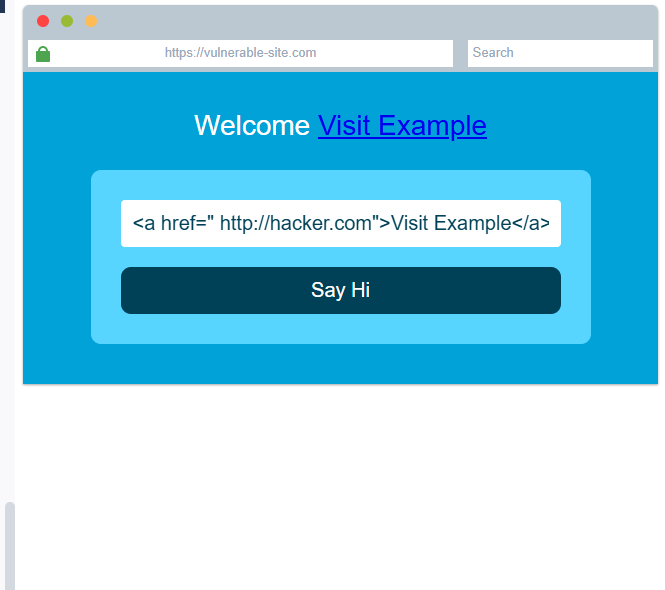 https://vulnerable-site.com
Search
Welcome Visit Example
<a href=" http://hacker.com">Visit Example</a>
Say Hi